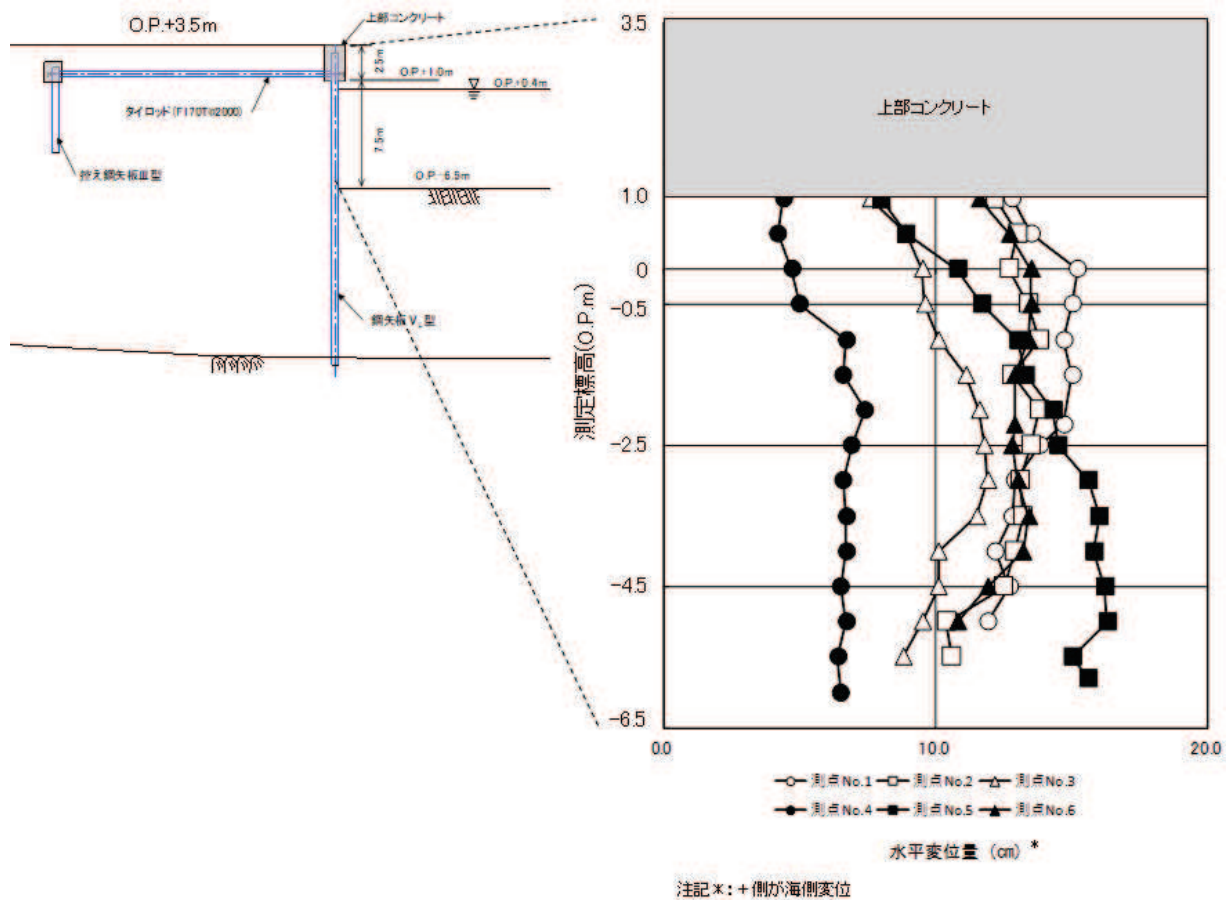 O.P.+3.5m
上部コンクリート
2.5m
O.P.+1.0m
O.P.+0.4m
タイロッド(F170T@2000)
7.5m
控え鋼矢板Ⅲ型
O.P.-6.5m
鋼矢板Ⅴ
型
測定標高(O.P.m)
3.5
上部コンクリート
1.0
0
-0.5
-2.5
-4.5
-6.5
0.0 10.0 20.0
測点No.1 測点No.2 測点No.3
測点No.4 測点No.5 測点No.6
水平変位量 (cm) *
注記*:+側が海側変位